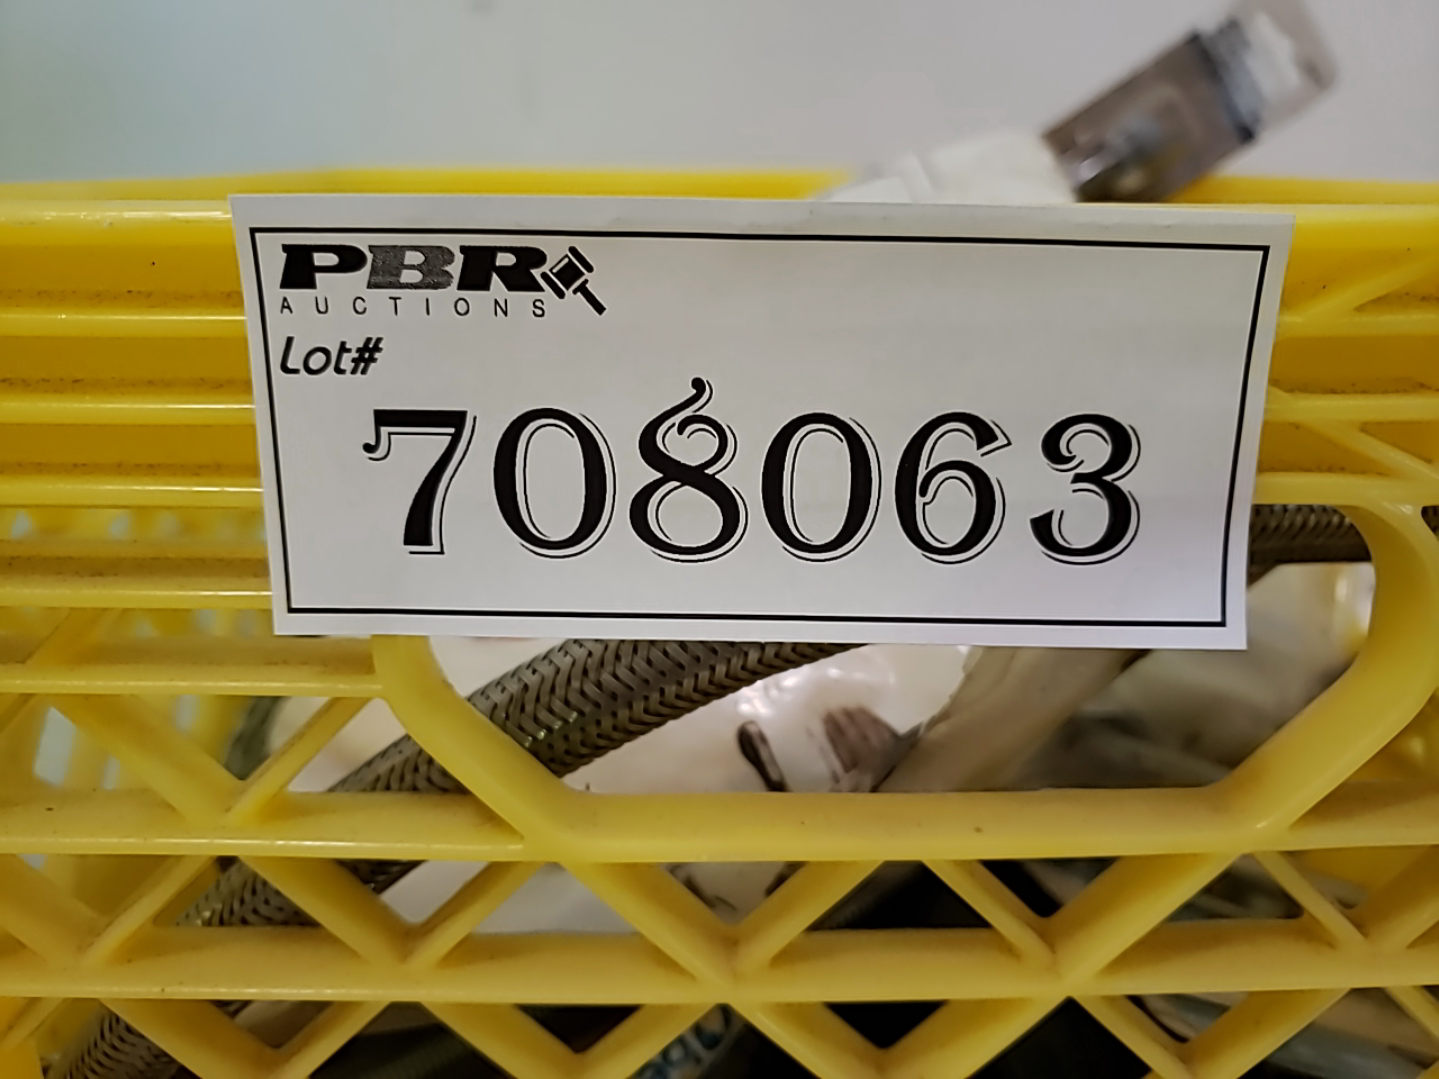 PBR
AUCTIONS
Lot#
708063